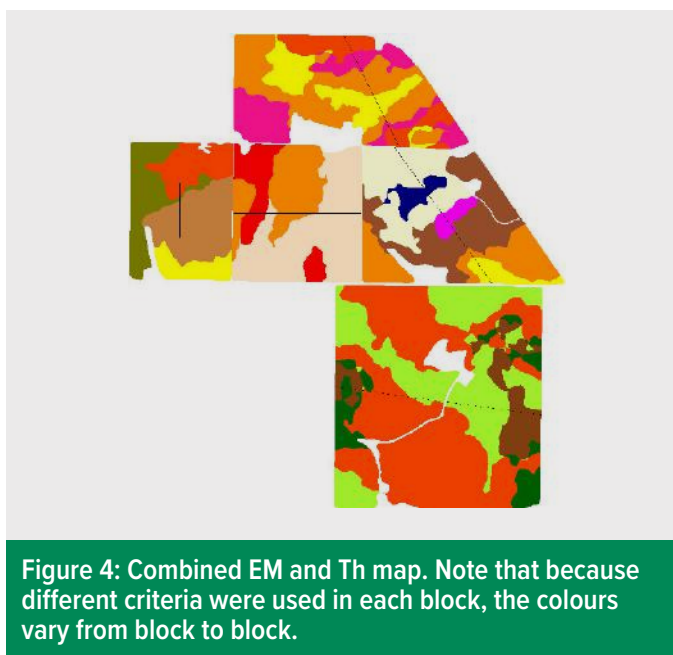 Figure 4: Combined EM and Th map. Note that because
different criteria were used in each block, the colours
vary from block to block.